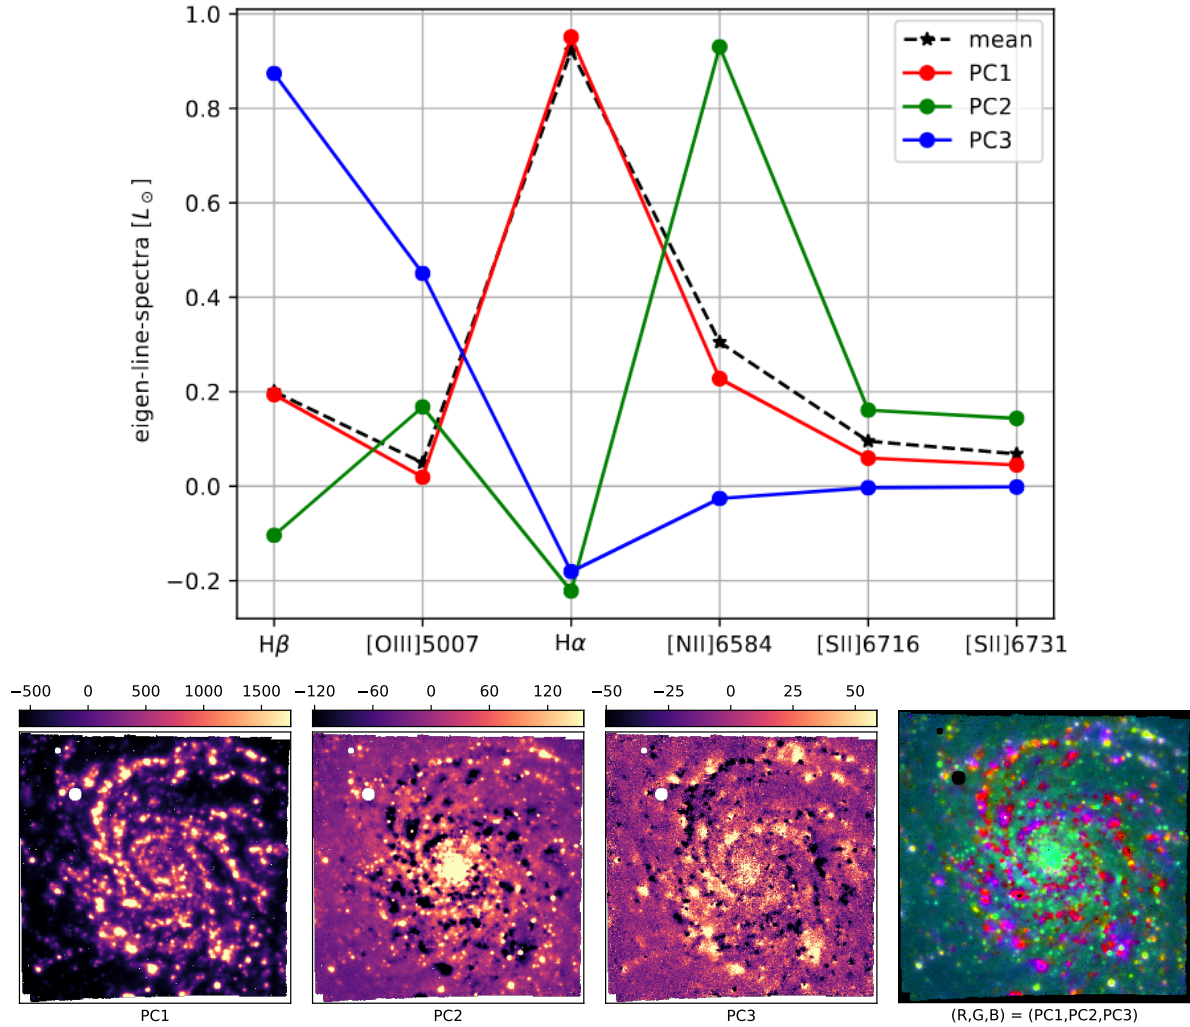 1.0
0.8
0.6
0.4
0.2
0.0
−0.2
eigen-line-spectra [L⊙]
mean
PC1
PC2
PC3
Hβ [OIII]5007 Hα [NII]6584 [SII]6716 [SII]6731
−500 0 500 1000 1500
−120 −60 0 60 120
−50 −25 0 25 50
PC1
PC2
PC3
(R,G,B) = (PC1,PC2,PC3)